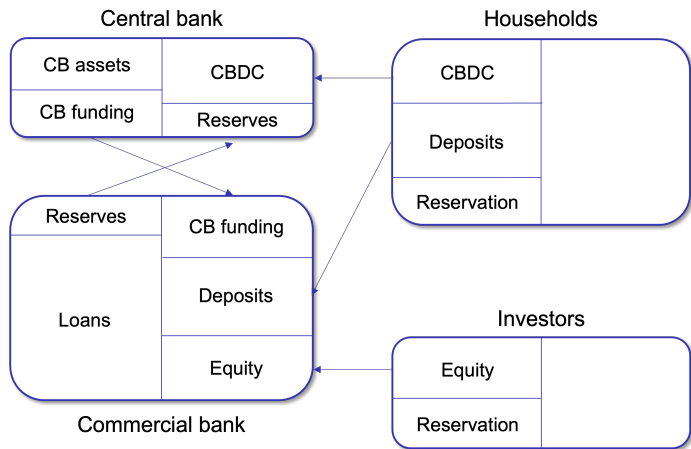 Central bank
CB assets
CBDC
CB funding
Reserves
Households
CBDC
Deposits
Reservation
Reserves
CB funding
Loans
Deposits
Equity
Commercial bank
Investors
Equity
Reservation